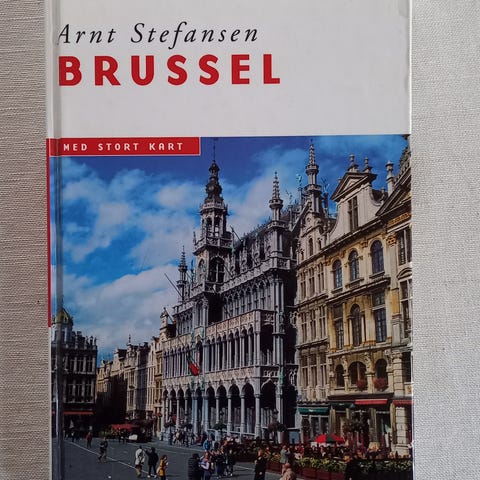 Arnt Stefansen
BRUSSEL
MED STORT KART